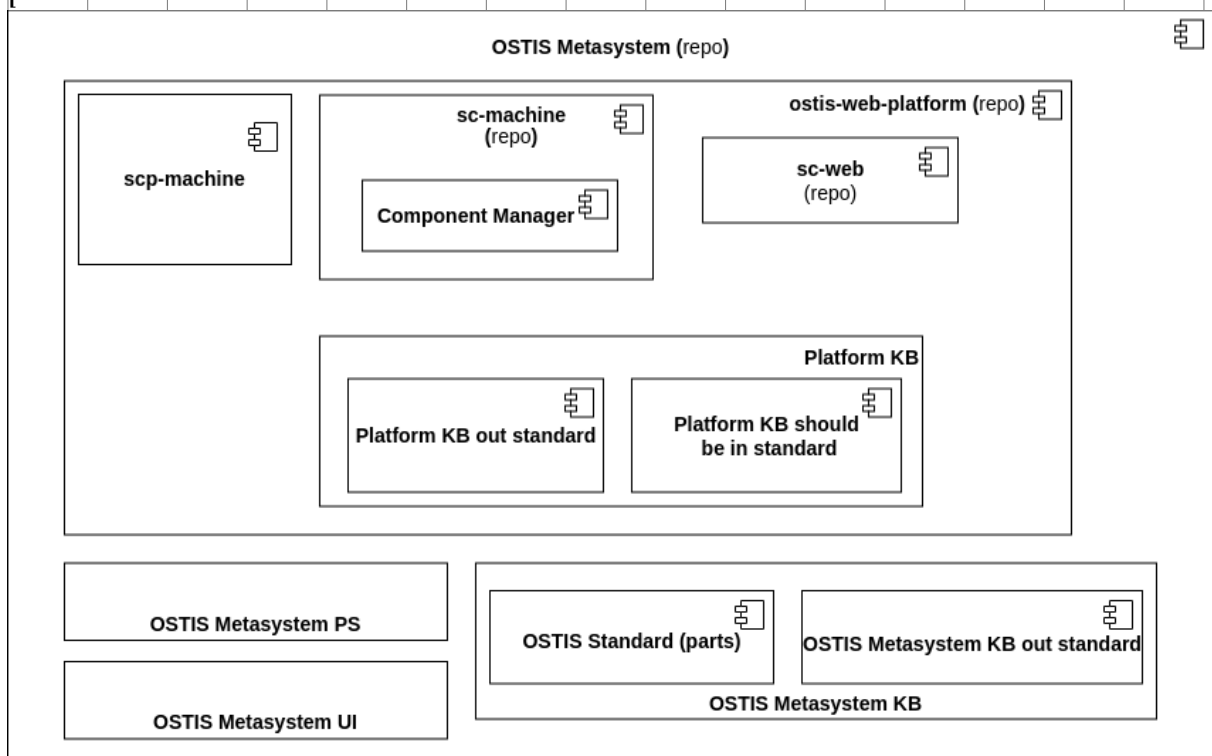 OSTIS Metasystem (repo)
ostis-web-platform (repo)
scp-machine
sc-machine
(repo)
Component Manager
sc-web
(repo)
Platform KB
Platform KB out standard
Platform KB should
be in standard
OSTIS Metasystem PS
OSTIS Metasystem UI
OSTIS Standard (parts)
OSTIS Metasystem KB out standard
OSTIS Metasystem KB